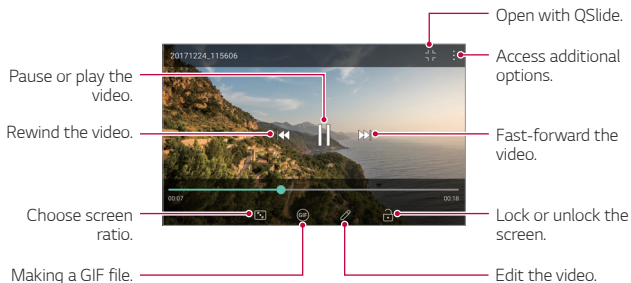 Open with QSlide.
20171224_115606
Access additional
options.
Pause or play the
video.
Rewind the video.
Fast-forward the
video.
00:07
00:18
Choose screen
ratio.
GIF
Lock or unlock the
screen.
Making a GIF file.
Edit the video.